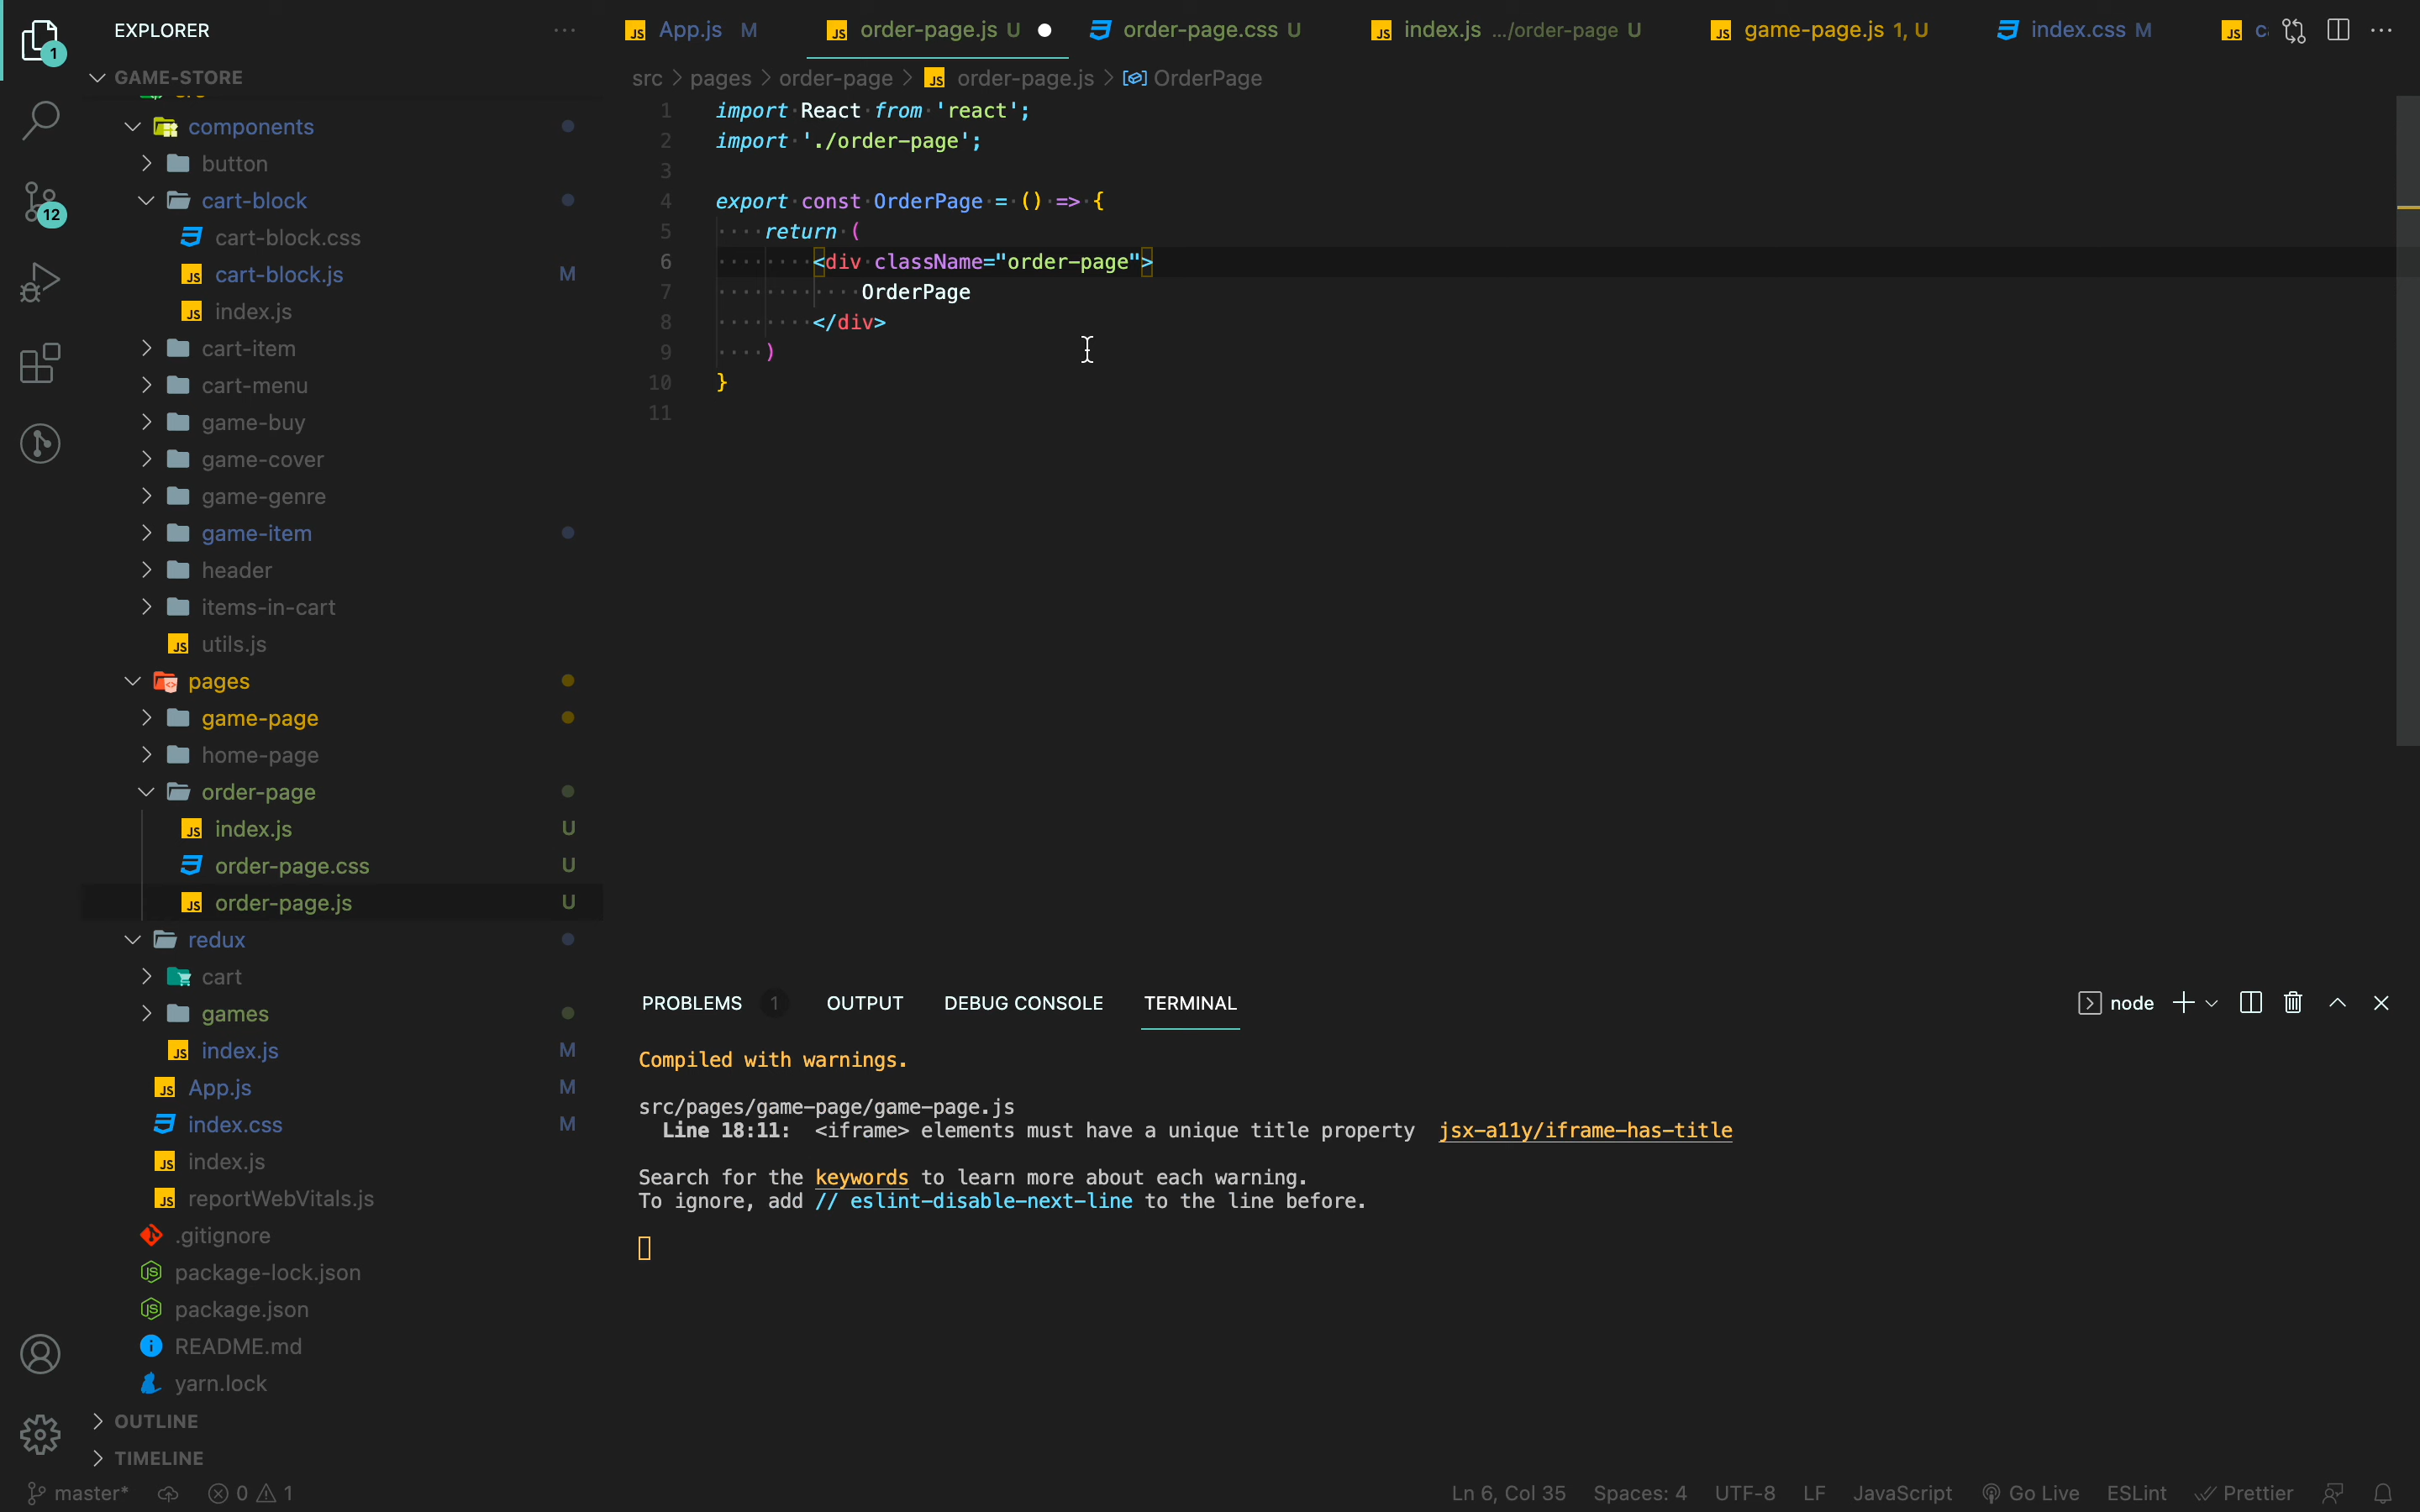 EXPLORER
GAME-STORE
components
button
cart-block
cart-block.css
cart-block.js M
index.js
cart-item
cart-menu
game-buy
game-cover
game-genre
game-item
header
items-in-cart
utils.js
pages
game-page
home-page
order-page
index.js U
order-page.css U
order-page.js U
redux
cart
games
index.js M
App.js M
index.css M
index.js
reportWebVitals.js
.gitignore
package-lock.json
package.json
README.md
yarn.lock
OUTLINE
TIMELINE
1
12
App.js M order-page.js U order-page.css U index.js .../order-page U game-page.js 1, U index.css M
src > pages > order-page > order-page.js > OrderPage
1 import React from 'react';
2 import './order-page';
3
4 export const OrderPage = () => {
5 return (
6 <div className="order-page">
7 OrderPage
8 </div>
9 )
10 }
11
PROBLEMS 1 OUTPUT DEBUG CONSOLE TERMINAL node
Compiled with warnings.
src/pages/game-page/game-page.js
Line 18:11: <iframe> elements must have a unique title property jsx-a11y/iframe-has-title
Search for the keywords to learn more about each warning.
To ignore, add // eslint-disable-next-line to the line before.
master* 0 1 Ln 6, Col 35 Spaces: 4 UTF-8 LF JavaScript Go Live ESLint Prettier